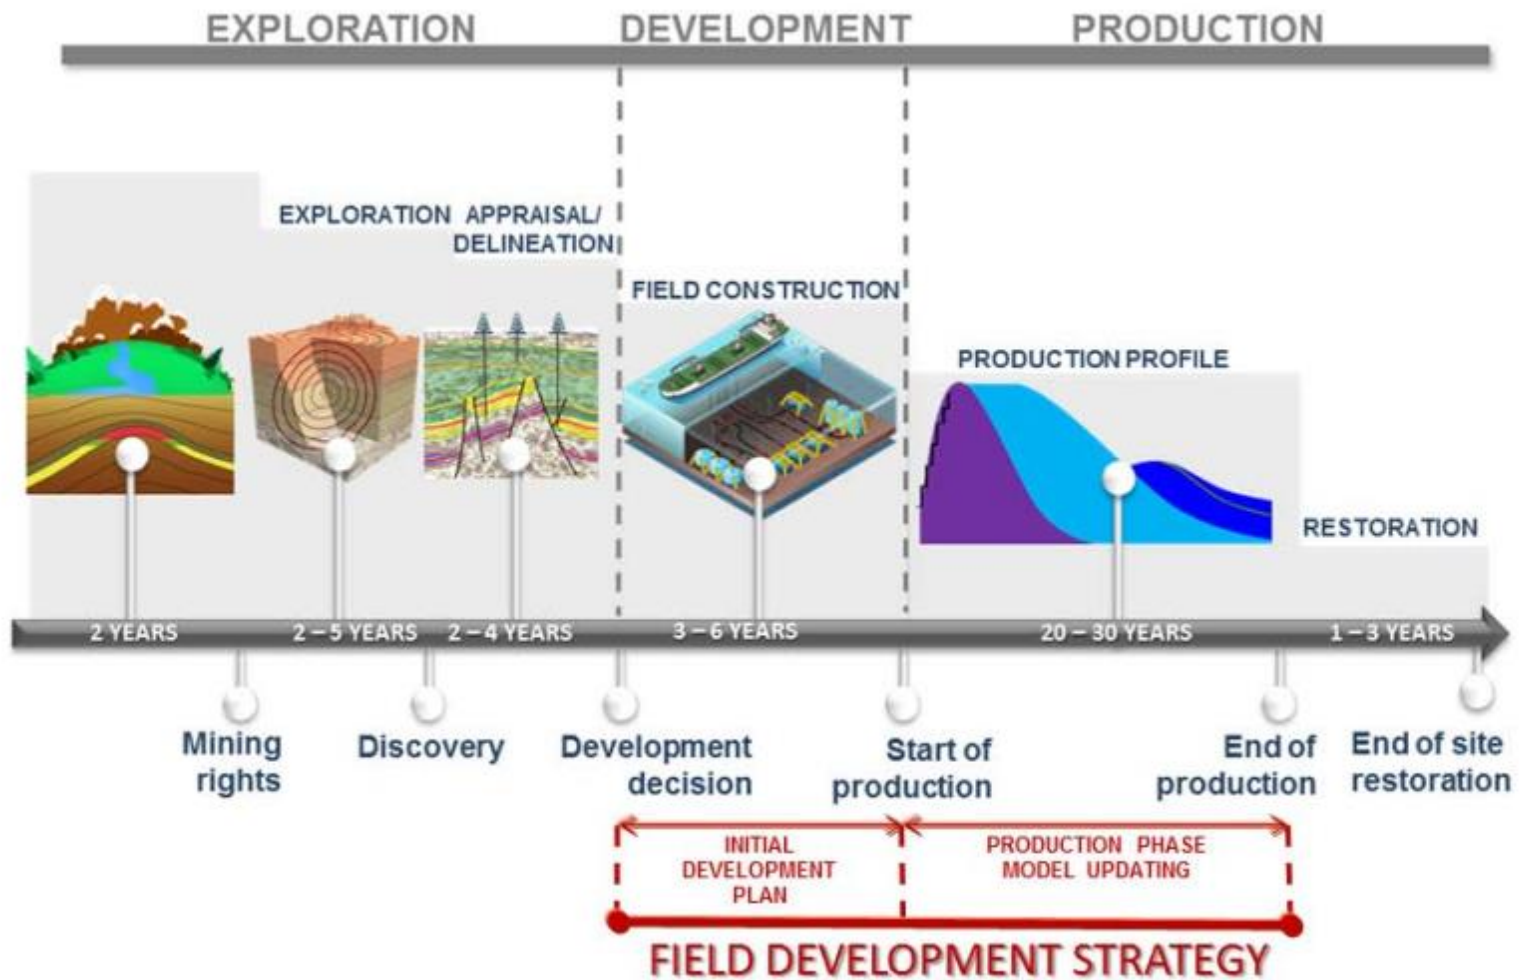 EXPLORATION
DEVELOPMENT
PRODUCTION
EXPLORATION
APPRAISAL/
DELINEATION
FIELD CONSTRUCTION
PRODUCTION PROFILE
RESTORATION
2 YEARS
2 – 5 YEARS
2 – 4 YEARS
3 – 6 YEARS
20 – 30 YEARS
1 – 3 YEARS
Mining
rights
Discovery
Development
decision
Start of
production
End of
production
End of site
restoration
INITIAL
DEVELOPMENT
PLAN
PRODUCTION PHASE
MODEL UPDATING
FIELD DEVELOPMENT STRATEGY